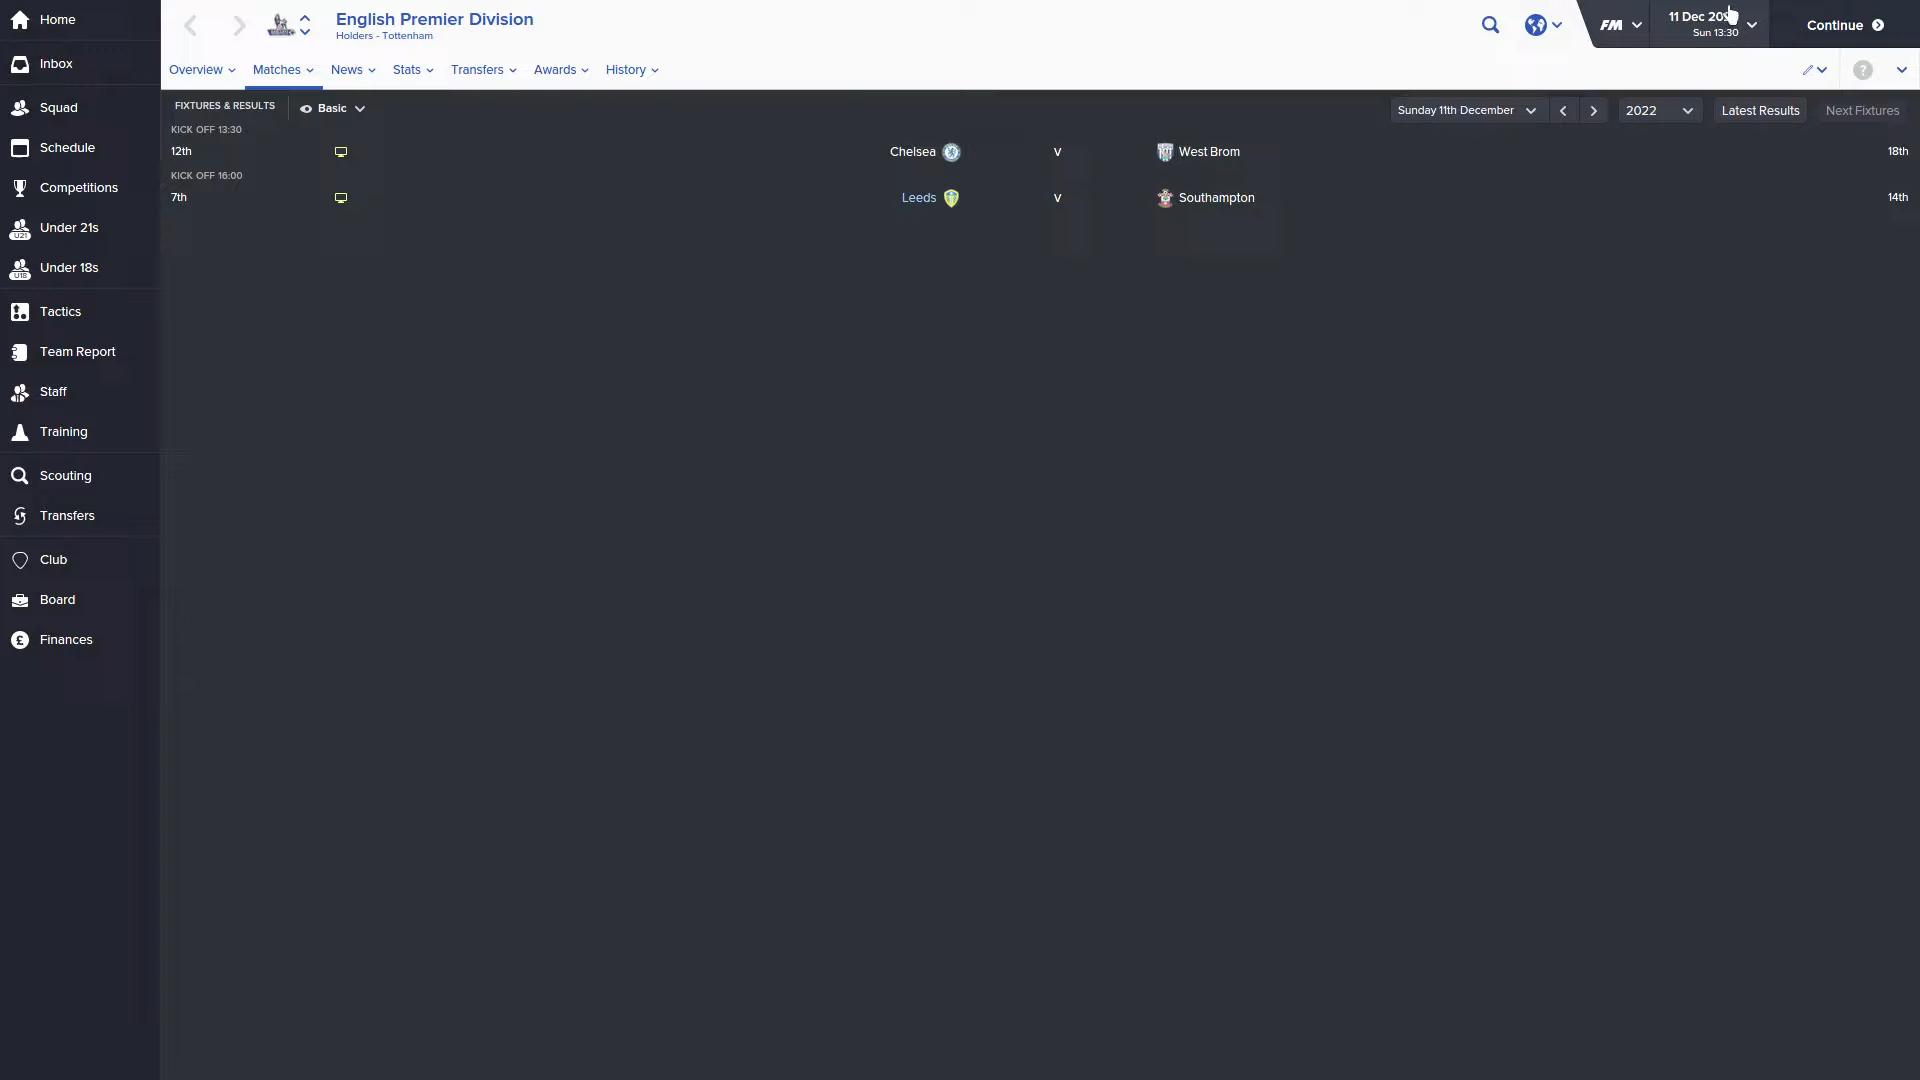 Home
Inbox
Squad
Schedule
Competitions
Under 21s
Under 18s
Tactics
Team Report
Staff
Training
Scouting
Transfers
Club
Board
Finances
English Premier Division
Holders - Tottenham
FM
11 Dec
Sun 13:30
Continue
Overview
Matches
News
Stats
Transfers
Awards
History
?
FIXTURES & RESULTS
Basic
Sunday 11th December
2022
Latest Results
Next Fixtures
KICK OFF 13:30
12th Chelsea v West Brom 18th
KICK OFF 16:00
7th Leeds v Southampton 14th